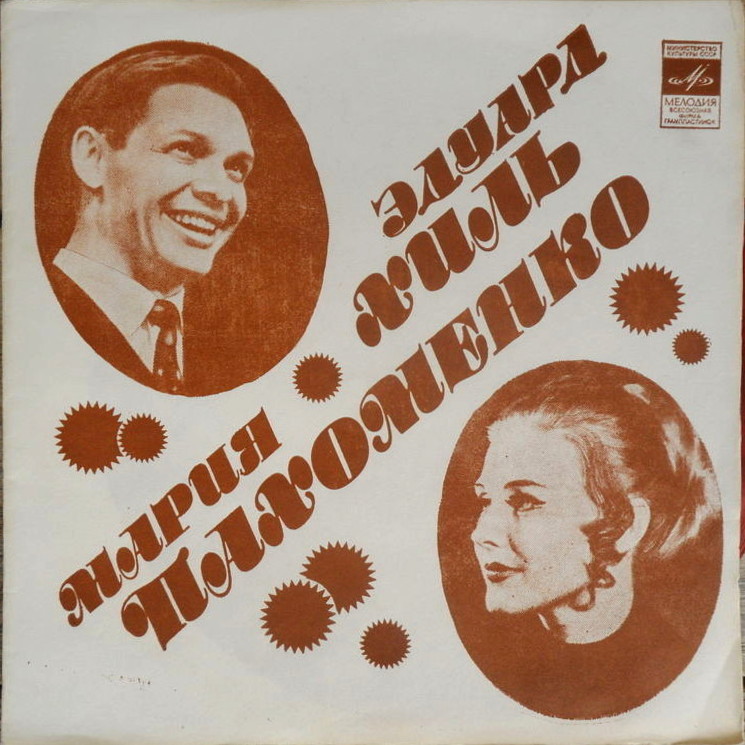 МИНИСТЕРСТВО
КУЛЬТУРЫ СССР
МЕЛОДИЯ
ВСЕСОЮЗНАЯ
ФИРМА
ГРАМПЛАСТИНОК
ЭДУАРД
ХИЛЬ
МАРИЯ
ПАХОМЕНКО